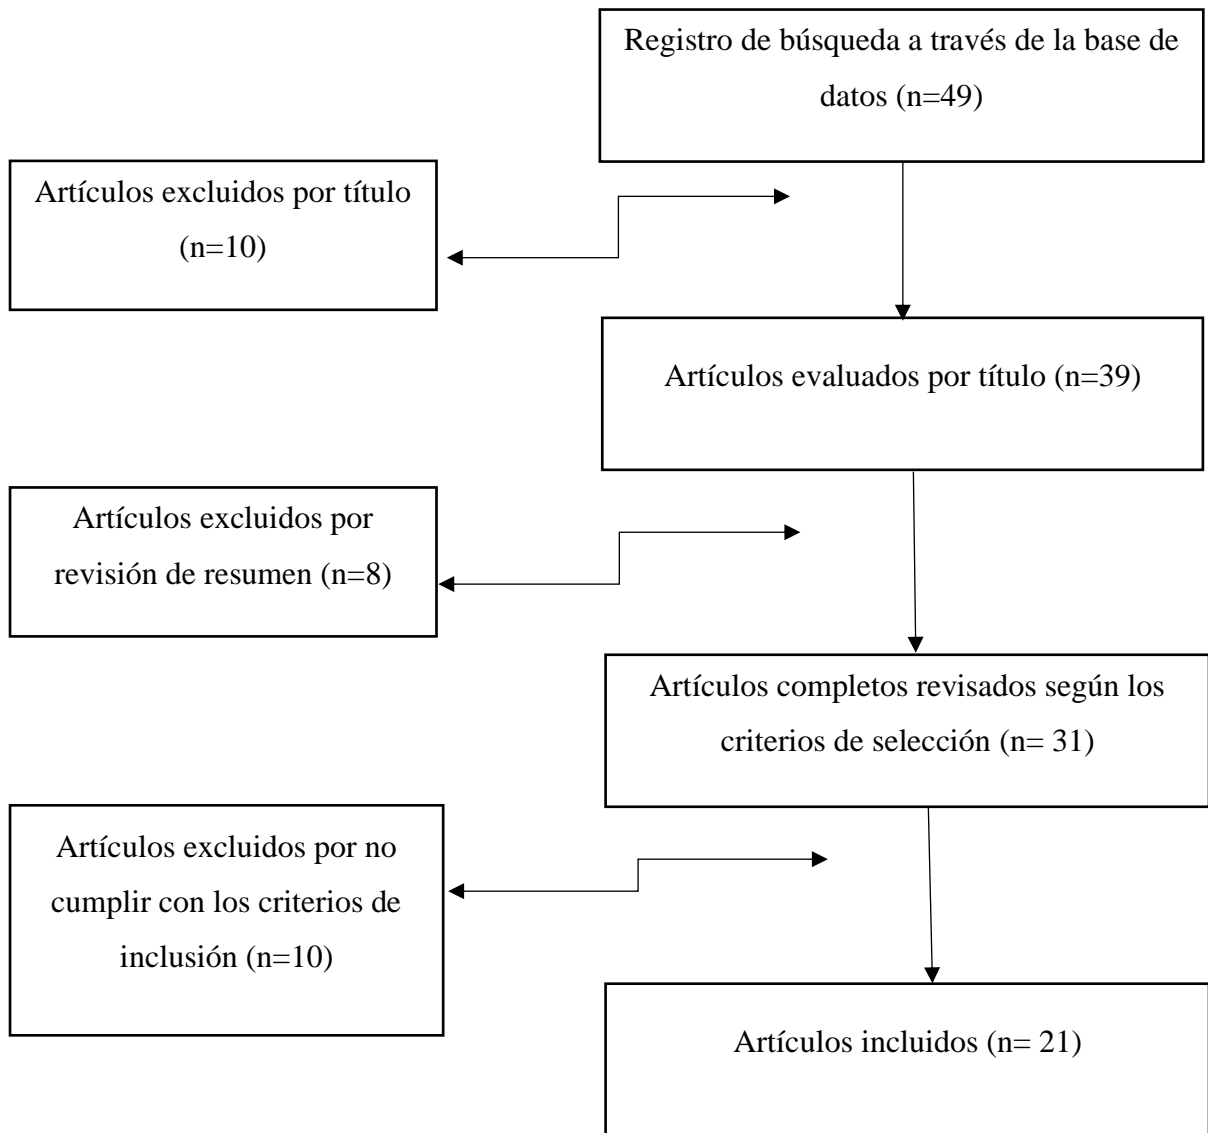 Registro de búsqueda a través de la base de
datos (n=49)
Artículos excluidos por título
(n=10)
Artículos evaluados por título (n=39)
Artículos excluidos por
revisión de resumen (n=8)
Artículos completos revisados según los
criterios de selección (n= 31)
Artículos excluidos por no
cumplir con los criterios de
inclusión (n=10)
Artículos incluidos (n= 21)